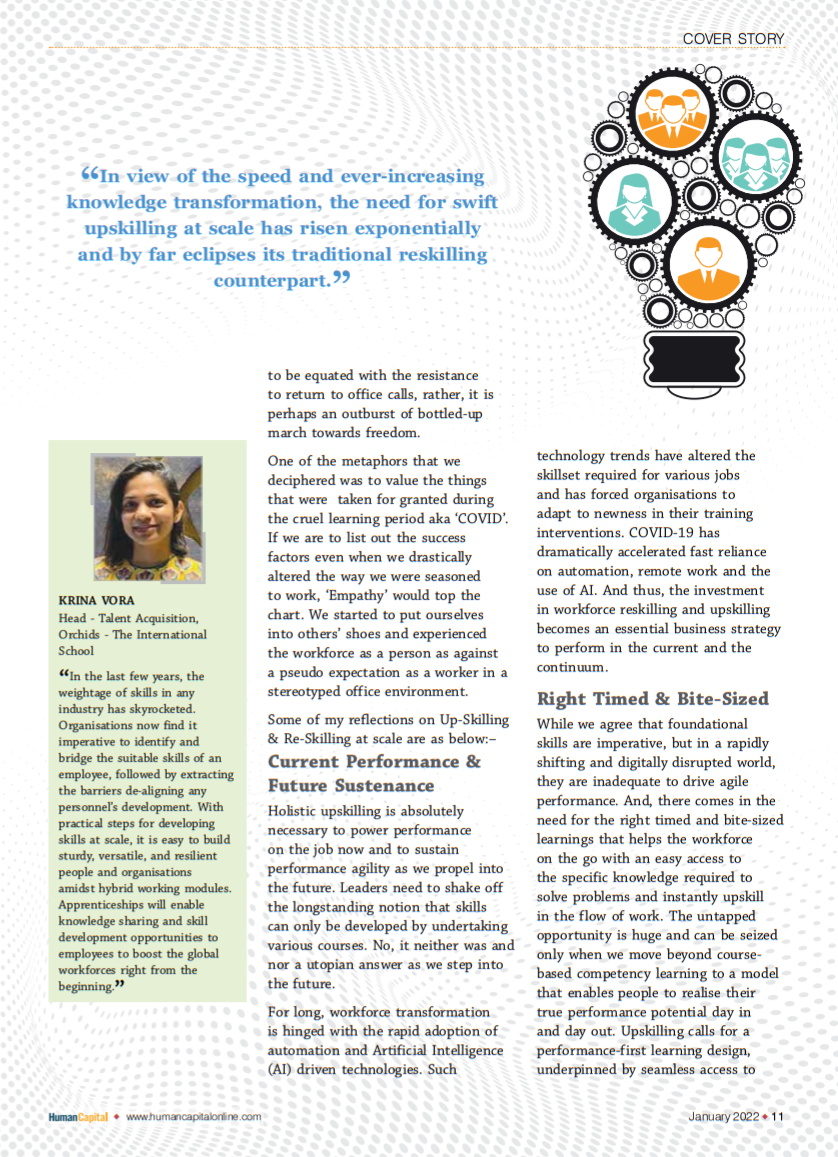 COVER STORY
“In view of the speed and ever-increasing
knowledge transformation, the need for swift
upskilling at scale has risen exponentially
and by far eclipses its traditional reskilling
counterpart.”
KRINA VORA
Head - Talent Acquisition,
Orchids - The International
School
“In the last few years, the
weightage of skills in any
industry has skyrocketed.
Organisations now find it
imperative to identify and
bridge the suitable skills of an
employee, followed by extracting
the barriers de-aligning any
personnel's development. With
practical steps for developing
skills at scale, it is easy to build
sturdy, versatile, and resilient
people and organisations
amidst hybrid working modules.
Apprenticeships will enable
knowledge sharing and skill
development opportunities to
employees to boost the global
workforces right from the
beginning.”
to be equated with the resistance
to return to office calls, rather, it is
perhaps an outburst of bottled-up
march towards freedom.
One of the metaphors that we
deciphered was to value the things
that were taken for granted during
the cruel learning period aka ‘COVID’.
If we are to list out the success
factors even when we drastically
altered the way we were seasoned
to work, ‘Empathy’ would top the
chart. We started to put ourselves
into others’ shoes and experienced
the workforce as a person as against
a pseudo expectation as a worker in a
stereotyped office environment.
Some of my reflections on Up-Skilling
& Re-Skilling at scale are as below:–
Current Performance &
Future Sustenance
Holistic upskilling is absolutely
necessary to power performance
on the job now and to sustain
performance agility as we propel into
the future. Leaders need to shake off
the longstanding notion that skills
can only be developed by undertaking
various courses. No, it neither was and
nor a utopian answer as we step into
the future.
For long, workforce transformation
is hinged with the rapid adoption of
automation and Artificial Intelligence
(AI) driven technologies. Such
technology trends have altered the
skillset required for various jobs
and has forced organisations to
adapt to newness in their training
interventions. COVID-19 has
dramatically accelerated fast reliance
on automation, remote work and the
use of AI. And thus, the investment
in workforce reskilling and upskilling
becomes an essential business strategy
to perform in the current and the
continuum.
Right Timed & Bite-Sized
While we agree that foundational
skills are imperative, but in a rapidly
shifting and digitally disrupted world,
they are inadequate to drive agile
performance. And, there comes in the
need for the right timed and bite-sized
learnings that helps the workforce
on the go with an easy access to
the specific knowledge required to
solve problems and instantly upskill
in the flow of work. The untapped
opportunity is huge and can be seized
only when we move beyond course-
based competency learning to a model
that enables people to realise their
true performance potential day in
and day out. Upskilling calls for a
performance-first learning design,
underpinned by seamless access to
HumanCapital ◆ www.humancapitalonline.com
January 2022 ◆ 11